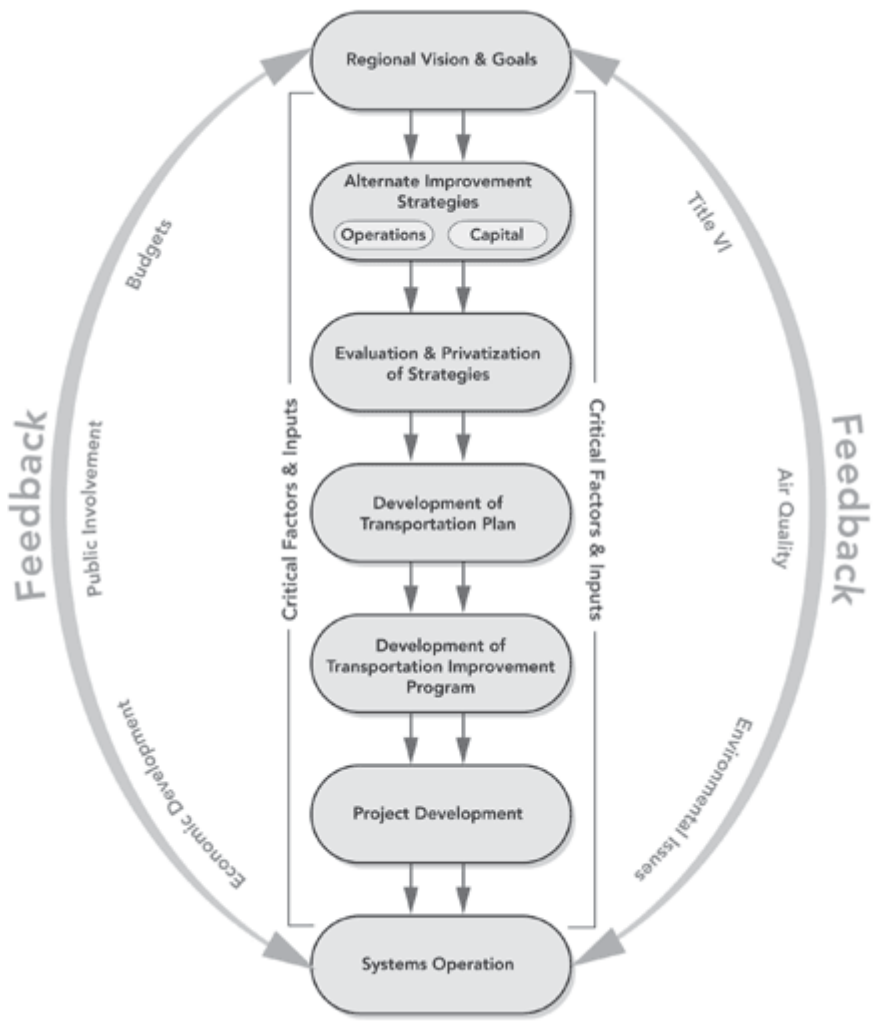 Regional Vision & Goals
Alternate Improvement
Strategies
Operations
Capital
Evaluation & Privatization
of Strategies
Development of
Transportation Plan
Development of
Transportation Improvement
Program
Project Development
Systems Operation
Critical Factors & Inputs
Critical Factors & Inputs
Feedback
Budgets
Public Involvement
Economic Development
Title VI
Air Quality
Environmental Issues
Feedback